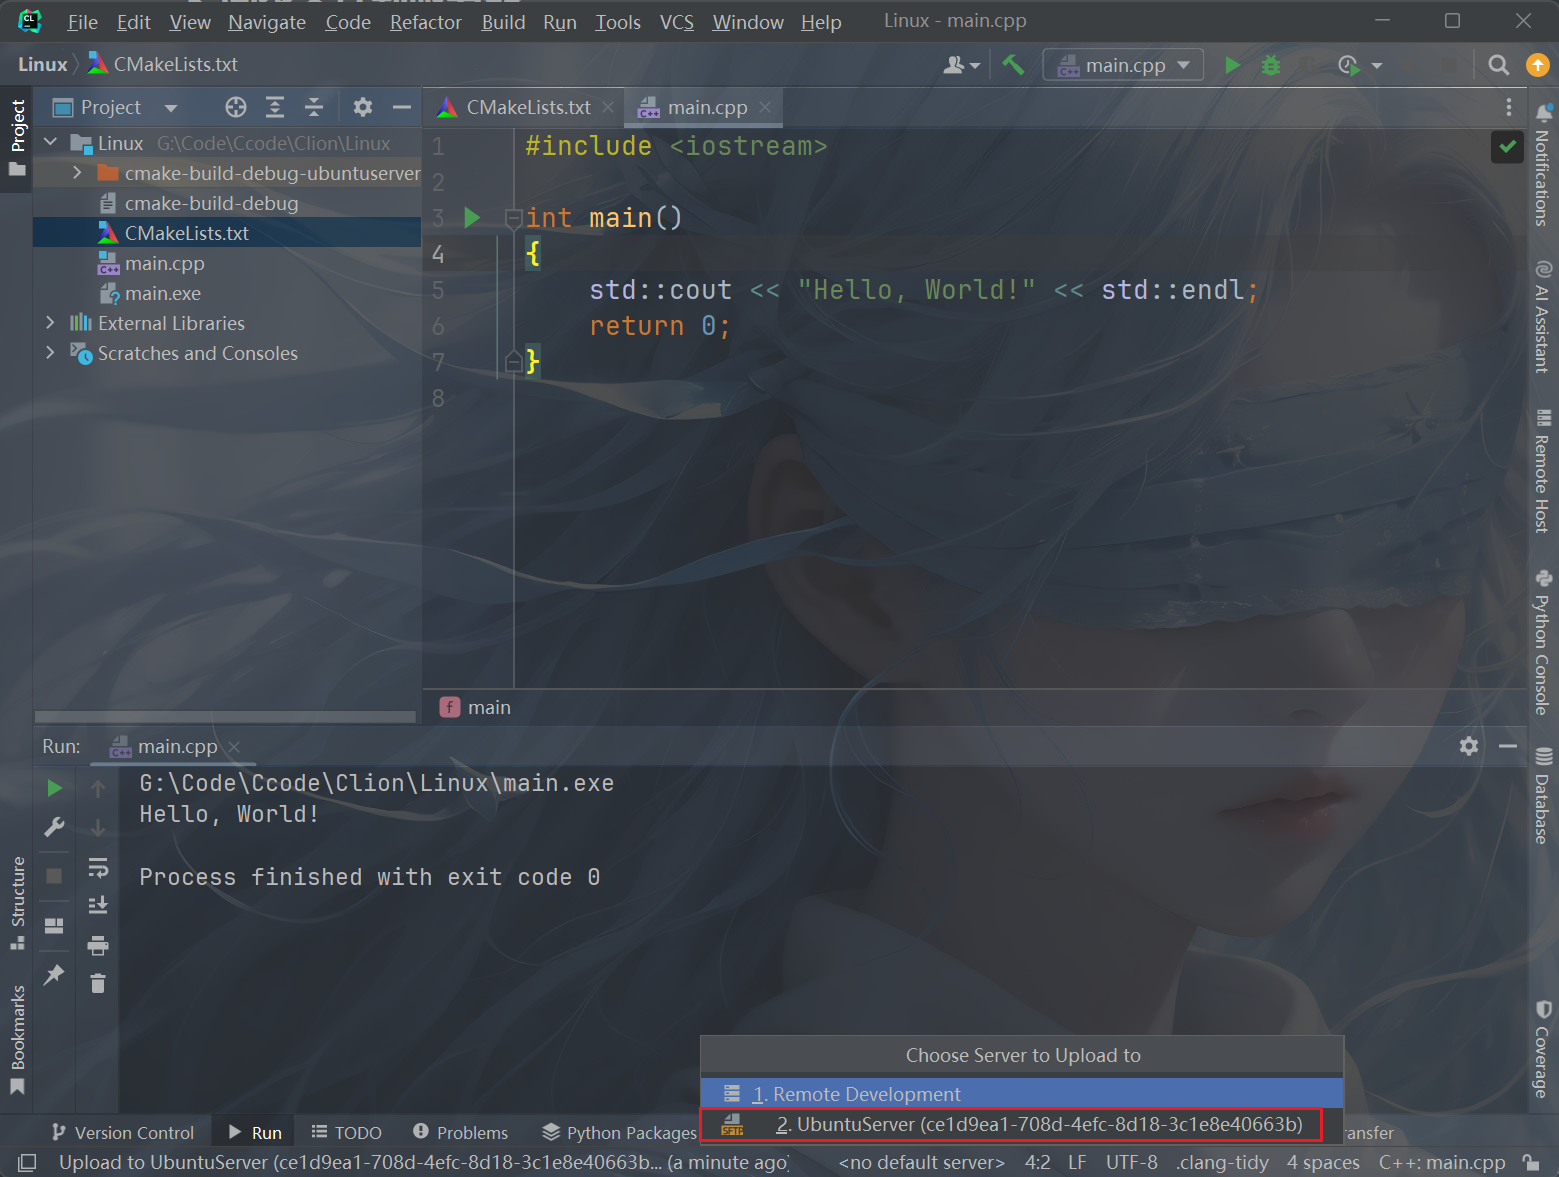 File Edit View Navigate Code Refactor Build Run Tools VCS Window Help Linux - main.cpp
Linux CMakeLists.txt main.cpp
Project CMakeLists.txt main.cpp
Project
Linux G:\Code\Ccode\Clion\Linux
cmake-build-debug-ubuntuserver
cmake-build-debug
CMakeLists.txt
main.cpp
main.exe
External Libraries
Scratches and Consoles
1 #include <iostream>
2
3 int main()
4 {
5 std::cout << "Hello, World!" << std::endl;
6 return 0;
7 }
8
main
Notifications
AI Assistant
Remote Host
Python Console
Database
Coverage
Run: main.cpp
G:\Code\Ccode\Clion\Linux\main.exe
Hello, World!
Process finished with exit code 0
Structure
Bookmarks
Choose Server to Upload to
1. Remote Development
2. UbuntuServer (ce1d9ea1-708d-4efc-8d18-3c1e8e40663b)
Version Control Run TODO Problems Python Packages ransfer
Upload to UbuntuServer (ce1d9ea1-708d-4efc-8d18-3c1e8e40663b... (a minute ago) <no default server> 4:2 LF UTF-8 .clang-tidy 4 spaces C++: main.cpp